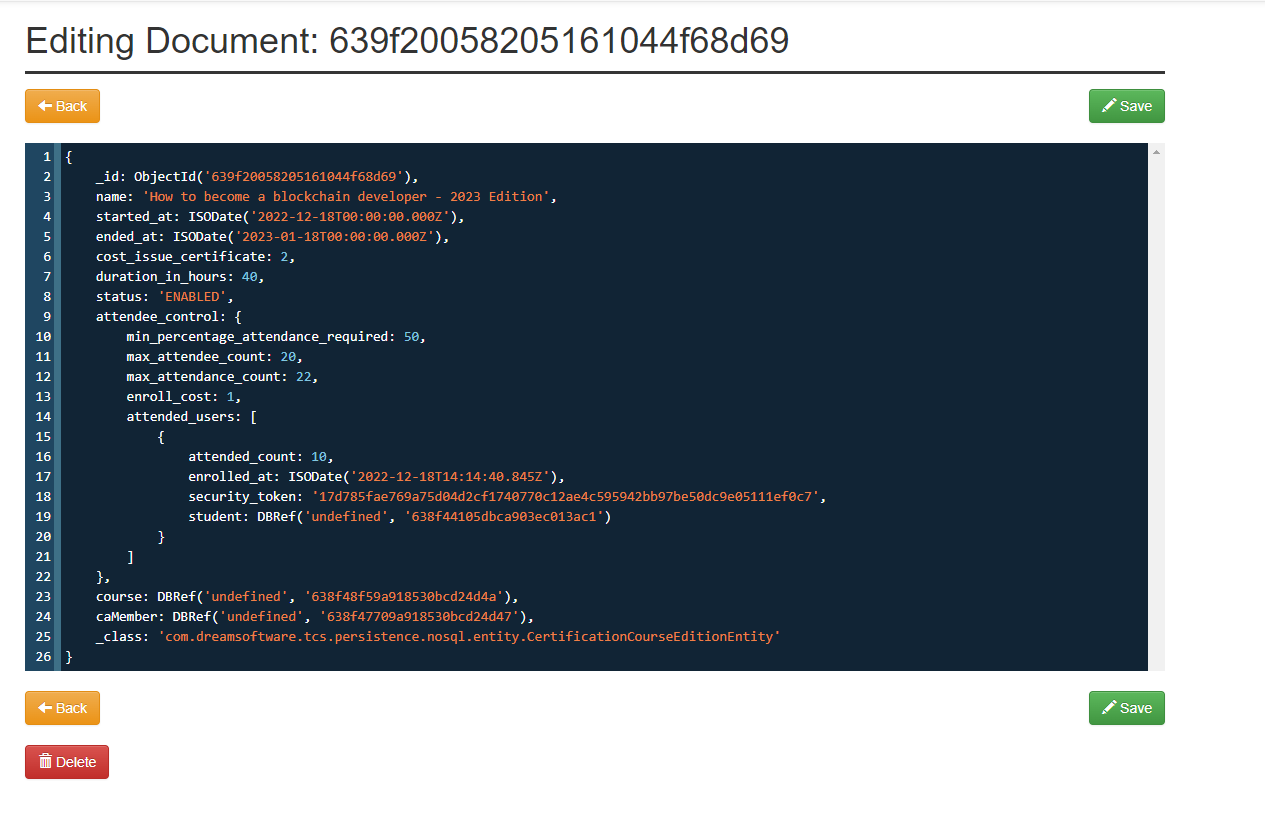 Editing Document: 639f20058205161044f68d69
Back
Save
1 {
2     _id: ObjectId('639f20058205161044f68d69'),
3     name: 'How to become a blockchain developer - 2023 Edition',
4     started_at: ISODate('2022-12-18T00:00:00.000Z'),
5     ended_at: ISODate('2023-01-18T00:00:00.000Z'),
6     cost_issue_certificate: 2,
7     duration_in_hours: 40,
8     status: 'ENABLED',
9     attendee_control: {
10         min_percentage_attendance_required: 50,
11         max_attendee_count: 20,
12         max_attendance_count: 22,
13         enroll_cost: 1,
14         attended_users: [
15             {
16                 attended_count: 10,
17                 enrolled_at: ISODate('2022-12-18T14:14:40.845Z'),
18                 security_token: '17d785fae769a75d04d2cf1740770c12ae4c595942bb97be50dc9e05111ef0c7',
19                 student: DBRef('undefined', '638f44105dbca903ec013ac1')
20             }
21         ]
22     },
23     course: DBRef('undefined', '638f48f59a918530bcd24d4a'),
24     caMember: DBRef('undefined', '638f47709a918530bcd24d47'),
25     _class: 'com.dreamsoftware.tcs.persistence.nosql.entity.CertificationCourseEditionEntity'
26 }
Back
Save
Delete